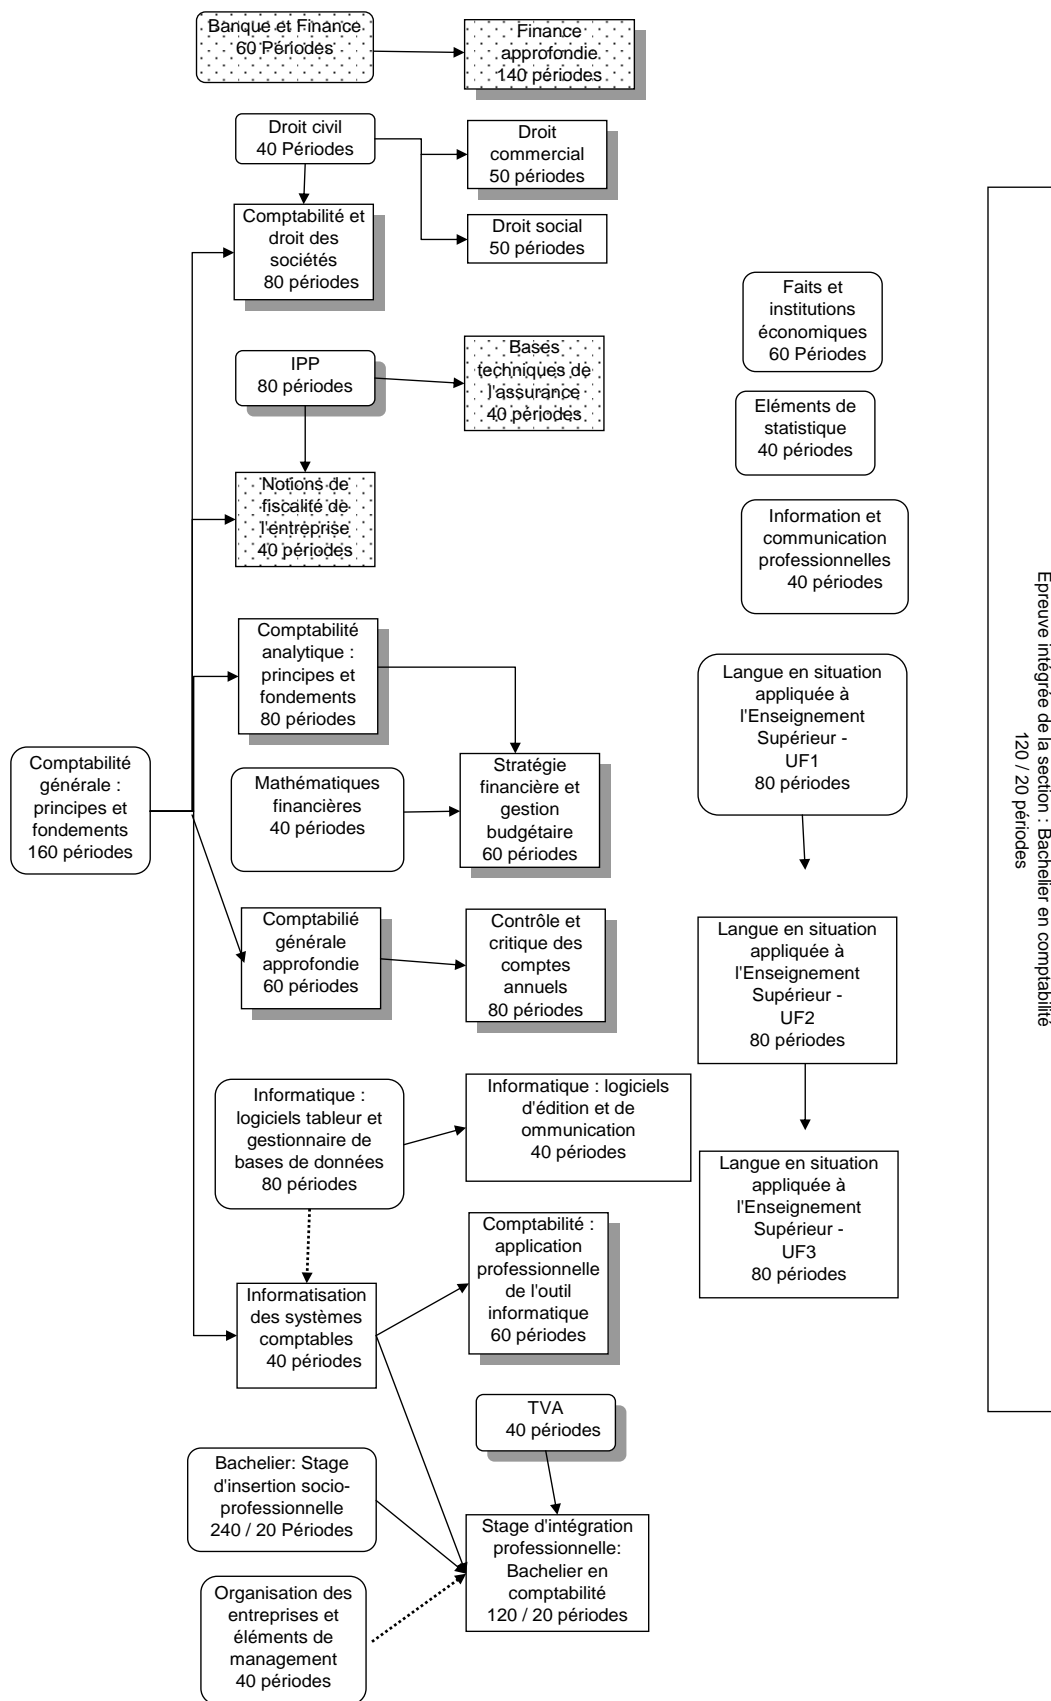 Banque et Finance
60 Périodes
Finance
approfondie
140 périodes
Droit civil
40 Périodes
Droit
commercial
50 périodes
Comptabilité et
droit des
sociétés
80 périodes
Droit social
50 périodes
Faits et
institutions
économiques
60 Périodes
IPP
80 périodes
Bases
techniques de
l'assurance
40 périodes
Eléments de
statistique
40 périodes
Notions de
fiscalité de
l'entreprise
40 périodes
Information et
communication
professionnelles
40 périodes
Comptabilité
analytique :
principes et
fondements
80 périodes
Langue en situation
appliquée à
l'Enseignement
Supérieur -
UF1
80 périodes
Comptabilité
générale :
principes et
fondements
160 périodes
Mathématiques
financières
40 périodes
Stratégie
financière et
gestion
budgétaire
60 périodes
Comptabilié
générale
approfondie
60 périodes
Contrôle et
critique des
comptes
annuels
80 périodes
Langue en situation
appliquée à
l'Enseignement
Supérieur -
UF2
80 périodes
Informatique :
logiciels tableur et
gestionnaire de
bases de données
80 périodes
Informatique : logiciels
d'édition et de
ommunication
40 périodes
Langue en situation
appliquée à
l'Enseignement
Supérieur -
UF3
80 périodes
Comptabilité :
application
professionnelle
de l'outil
informatique
60 périodes
Informatisation
des systèmes
comptables
40 périodes
TVA
40 périodes
Bachelier: Stage
d'insertion socio-
professionnelle
240 / 20 Périodes
Stage d'intégration
professionnelle:
Bachelier en
comptabilité
120 / 20 périodes
Organisation des
entreprises et
éléments de
management
40 périodes
Epreuve intégrée de la section : Bachelier en comptabilité
120 / 20 périodes